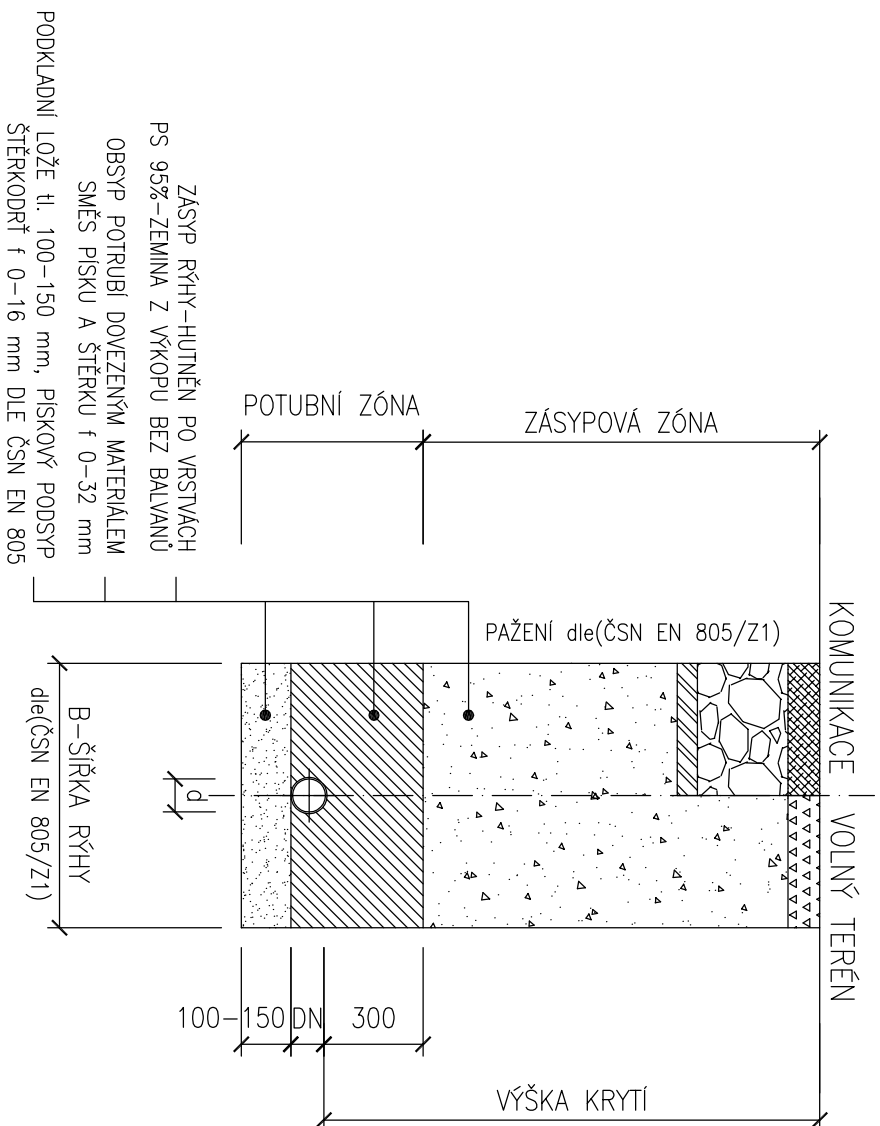 KOMUNIKACE
VOLNÝ TERÉN
ZÁSYPOVÁ ZÓNA
POTUBNÍ ZÓNA
PAŽENÍ dle(ČSN EN 805/Z1)
VÝŠKA KRYTÍ
300
DN
100-150
d
B-ŠÍŘKA RÝHY
dle(ČSN EN 805/Z1)
ZÁSYP RÝHY-HUTNĚN PO VRSTVÁCH
PS 95%-ZEMINA Z VÝKOPU BEZ BALVANŮ
OBSYP POTRUBÍ DOVEZENÝM MATERIÁLEM
SMĚS PÍSKU A ŠTĚRKU f 0-32 mm
PODKLADNÍ LOŽE tl. 100-150 mm, PÍSKOVÝ PODSYP
ŠTĚRKODRŤ f 0-16 mm DLE ČSN EN 805